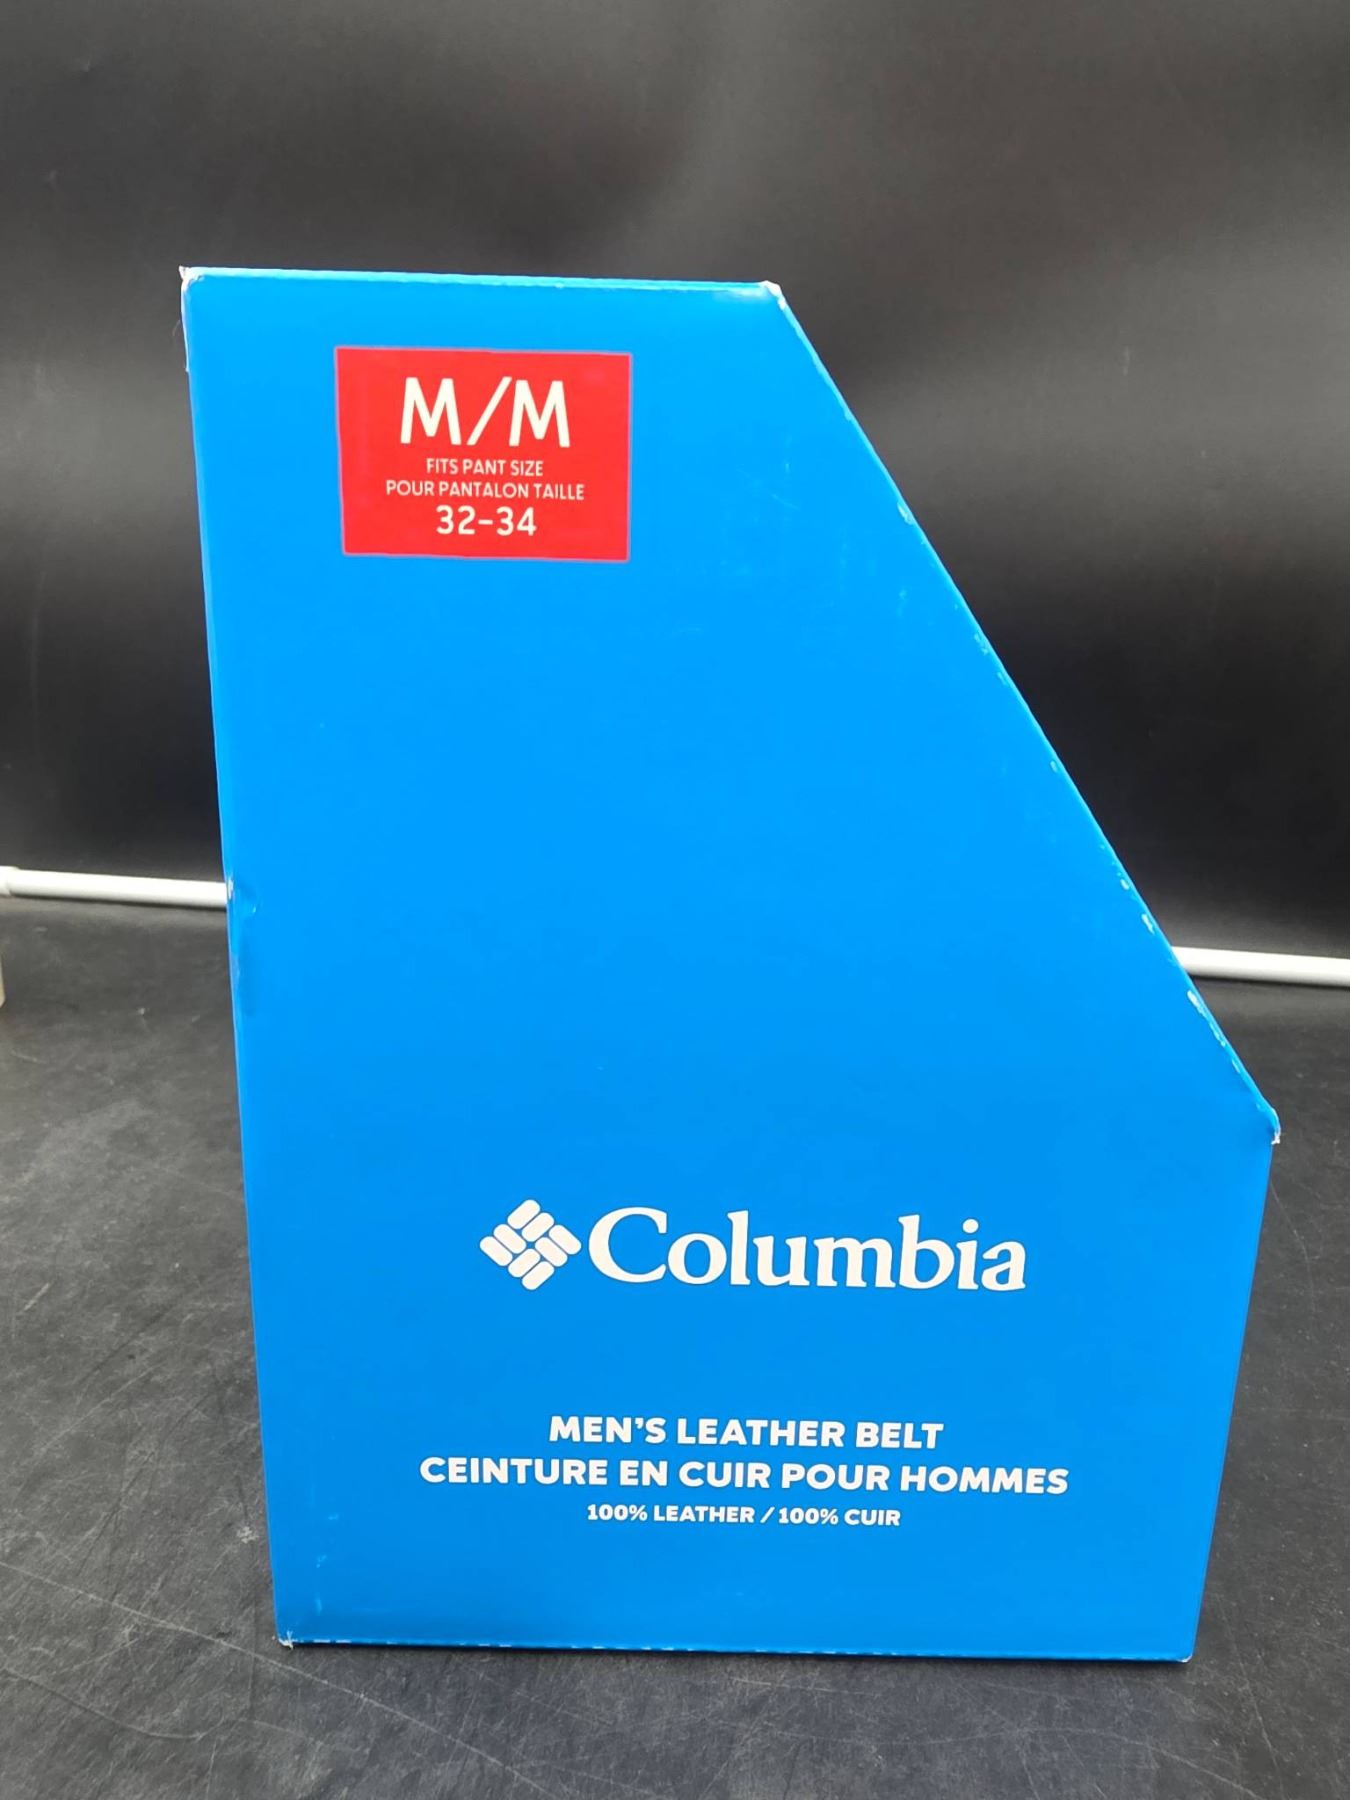 M/M
FITS PANT SIZE
POUR PANTALON TAILLE
32-34
Columbia
MEN'S LEATHER BELT
CEINTURE EN CUIR POUR HOMMES
100% LEATHER / 100% CUIR